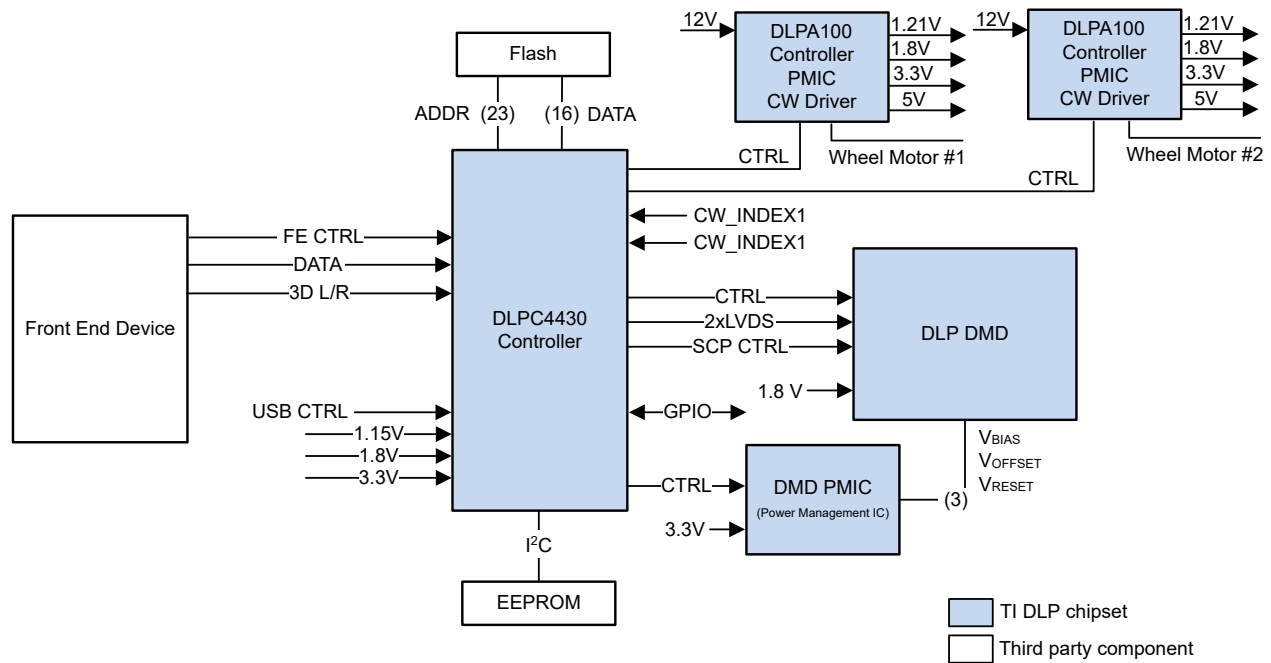 12V
DLPA100
Controller
PMIC
CW Driver
1.21V
1.8V
3.3V
5V
12V
DLPA100
Controller
PMIC
CW Driver
1.21V
1.8V
3.3V
5V
Flash
ADDR (23) (16) DATA
CTRL
Wheel Motor #1
CTRL
Wheel Motor #2
Front End Device
FE CTRL
DATA
3D L/R
DLPC4430
Controller
CW_INDEX1
CW_INDEX1
CTRL
2xLVDS
SCP CTRL
1.8 V
DLP DMD
USB CTRL
1.15V
1.8V
3.3V
GPIO
CTRL
3.3V
DMD PMIC
(Power Management IC)
(3)
VBIAS
VOFFSET
VRESET
I²C
EEPROM
TI DLP chipset
Third party component